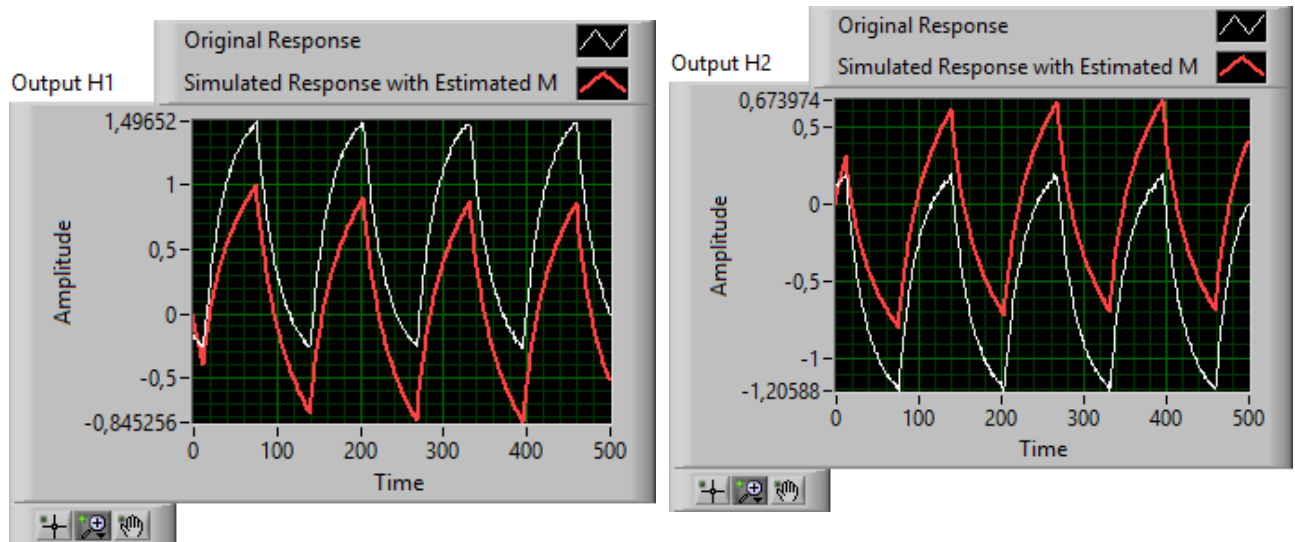 Original Response
Simulated Response with Estimated M
Output H1
1,49652
1
0,5
0
-0,5
-0,845256
Amplitude
0 100 200 300 400 500
Time
Original Response
Simulated Response with Estimated M
Output H2
0,673974
0,5
0
-0,5
-1
-1,20588
Amplitude
0 100 200 300 400 500
Time